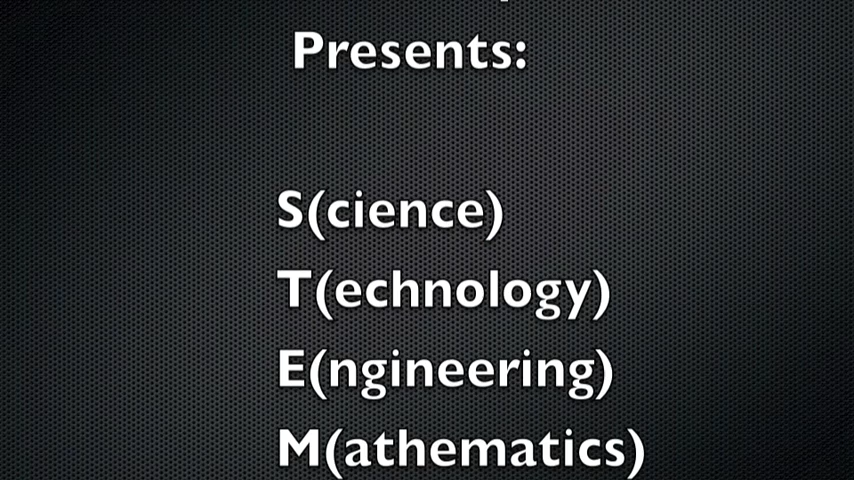 Presents:
S(cience)
T(echnology)
E(ngineering)
M(athematics)